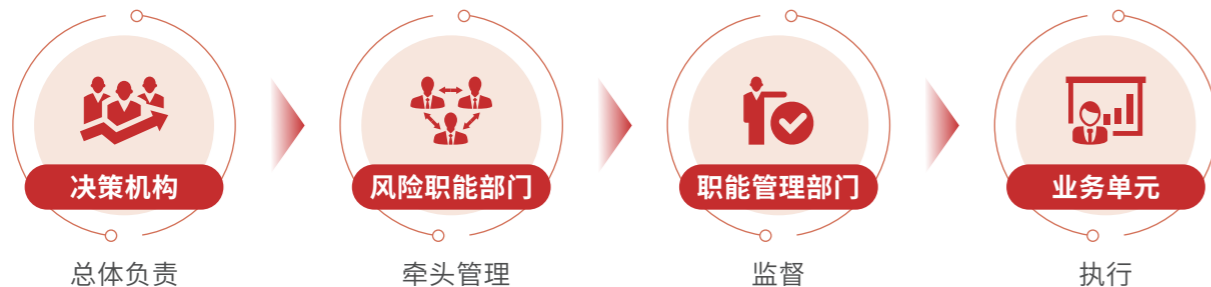 决策机构
总体负责
风险职能部门
牵头管理
职能管理部门
监督
业务单元
执行